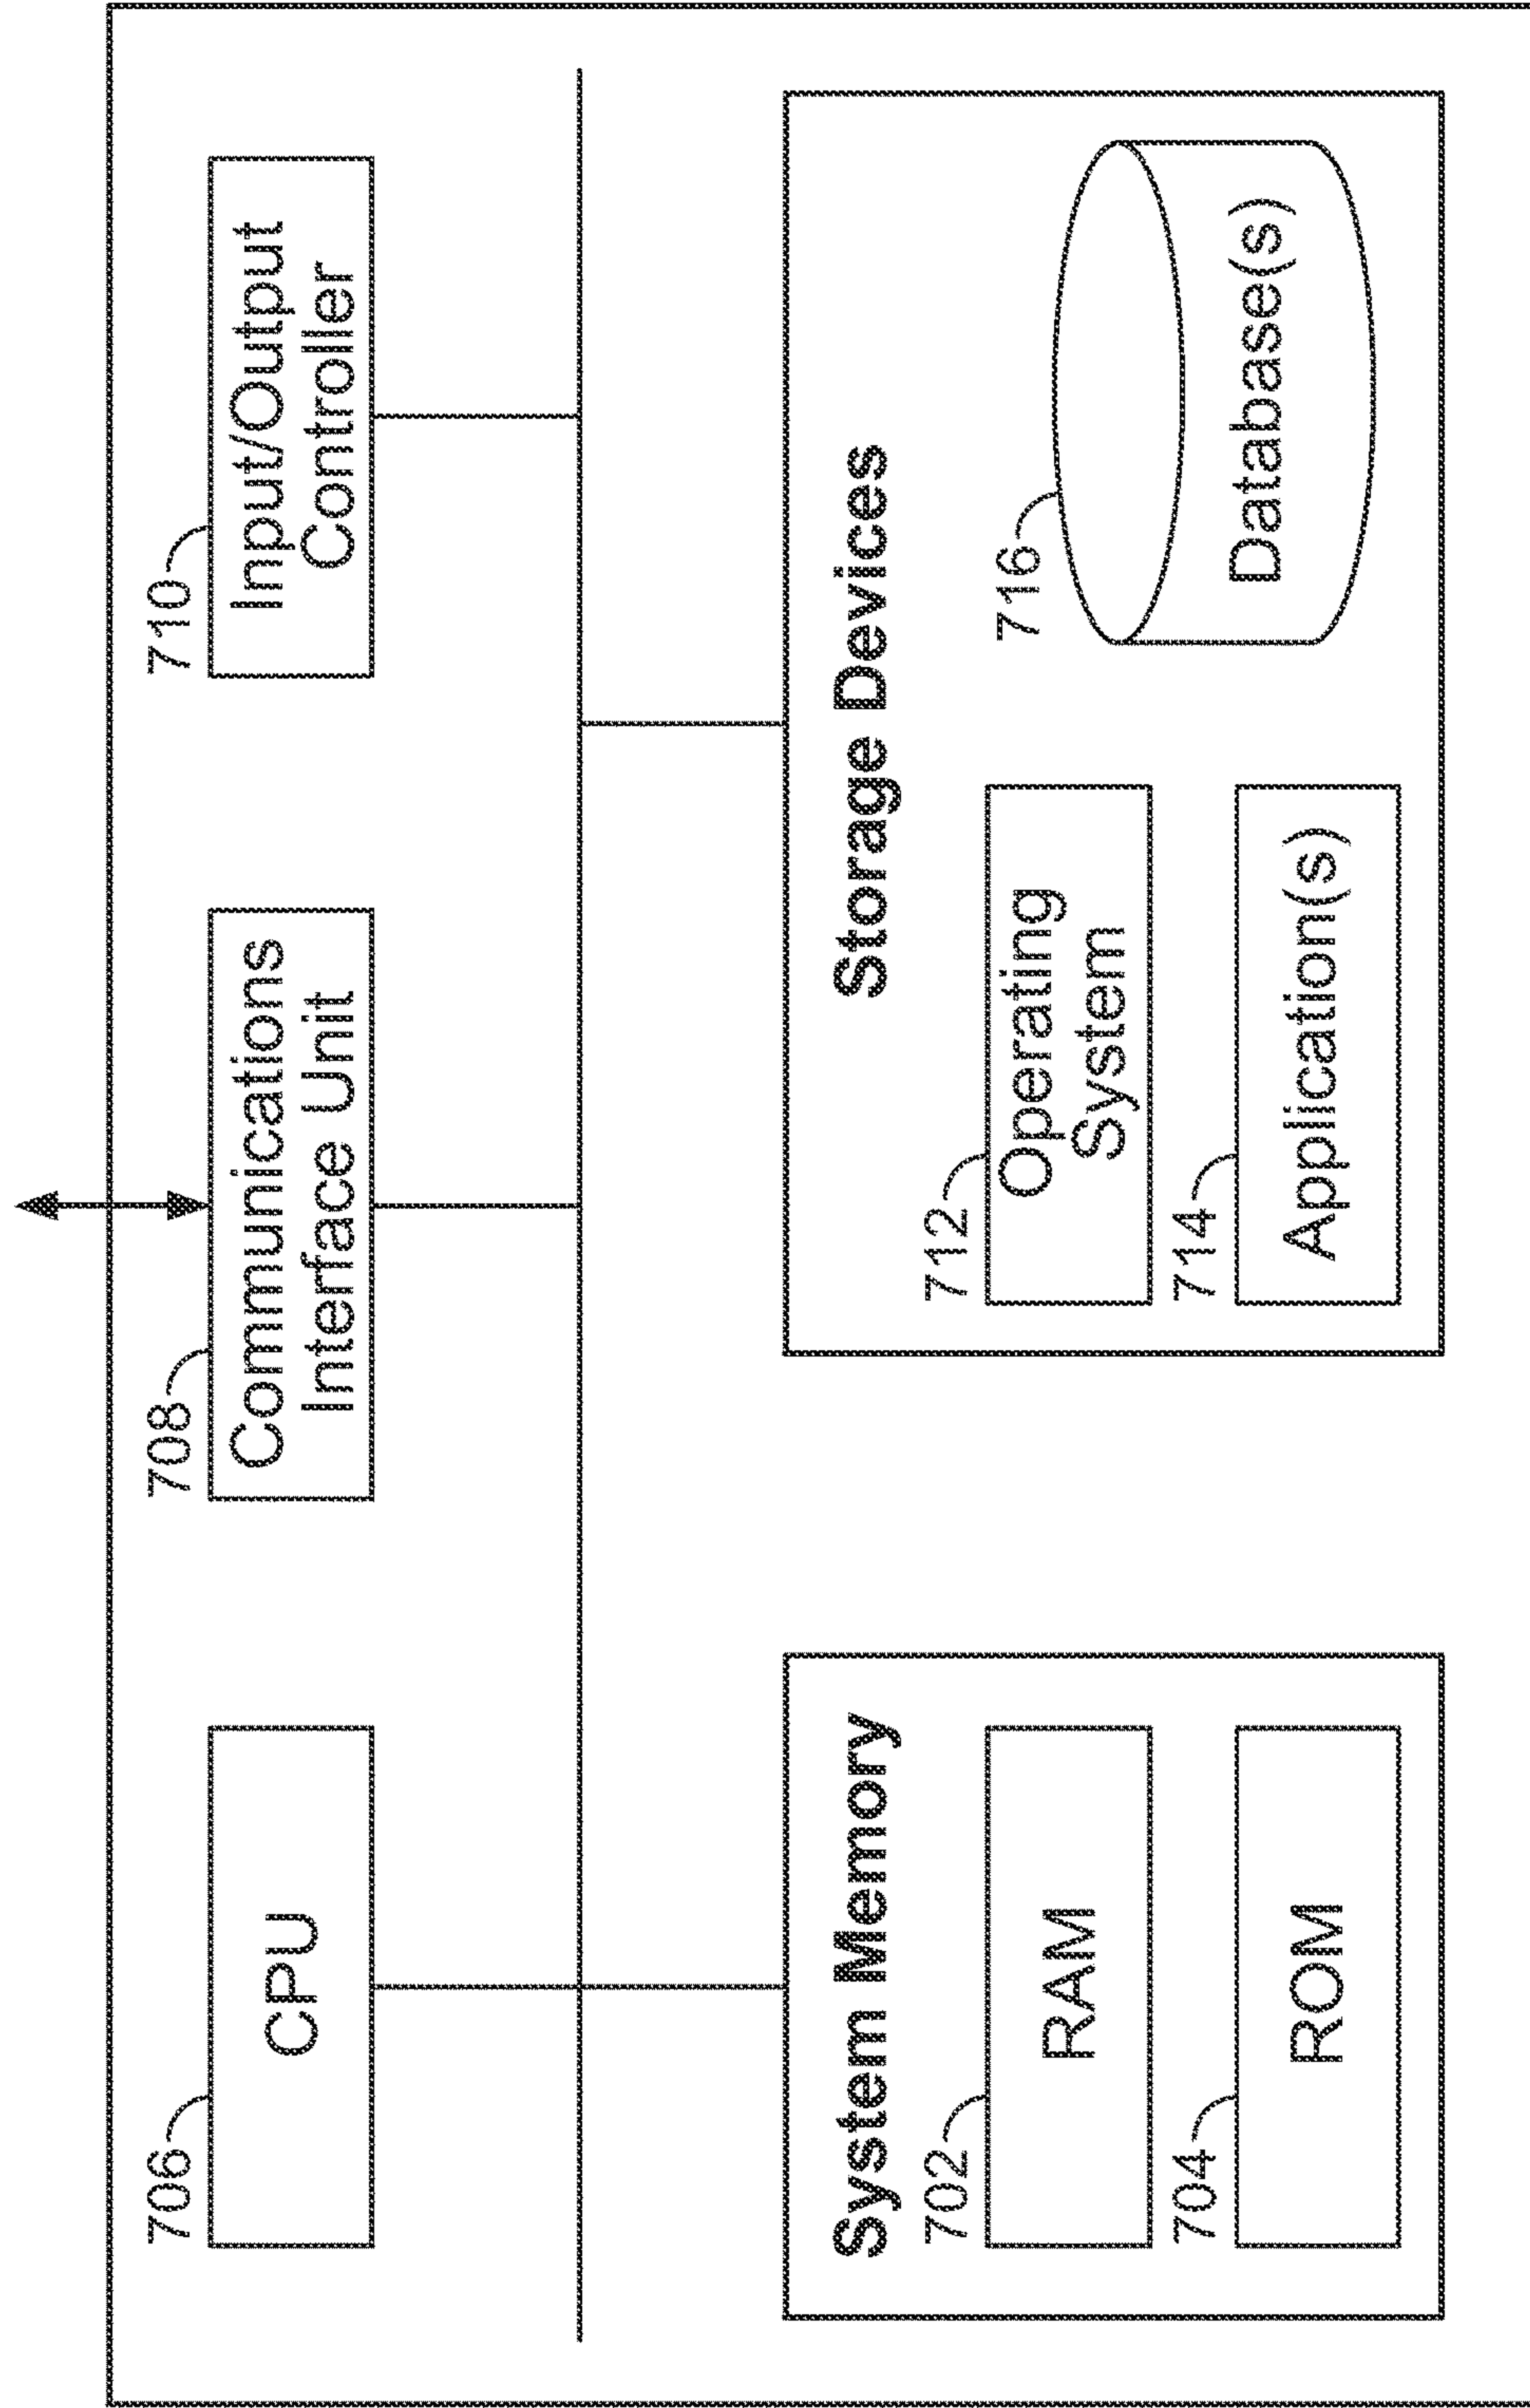 706
CPU
708
Communications
Interface Unit
710
Input/Output
Controller
System Memory
702
RAM
704
ROM
Storage Devices
712
Operating
System
714
Application(s)
716
Database(s)